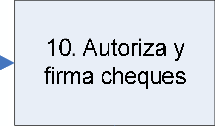 10. Autoriza y
firma cheques